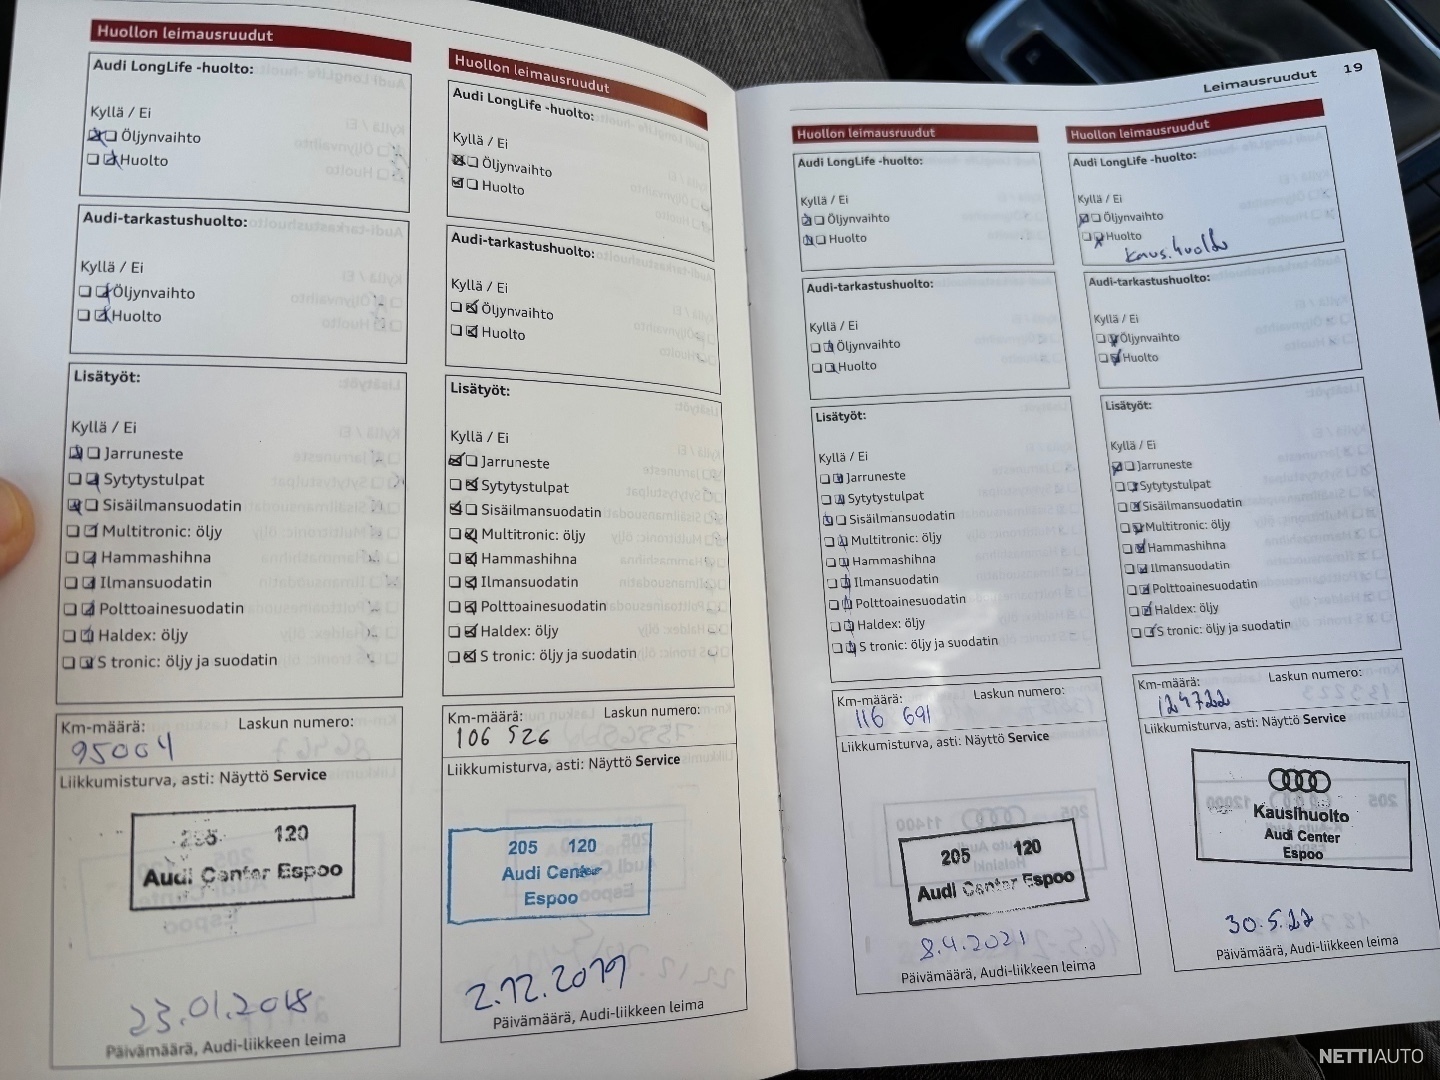 Huollon leimausruudut
Audi LongLife -huolto:
Kyllä / Ei
Öljynvaihto
Huolto
Audi-tarkastushuolto:
Kyllä / Ei
Öljynvaihto
Huolto
Lisätyöt:
Kyllä / Ei
Jarruneste
Sytytystulpat
Sisäilmansuodatin
Multitronic: öljy
Hammashihna
Ilmansuodatin
Polttoainesuodatin
Haldex: öljy
S tronic: öljy ja suodatin
Km-määrä: Laskun numero:
95004
Liikkumisturva, asti: Näyttö Service
205 120
Audi Center Espoo
23.01.2018
Päivämäärä, Audi-liikkeen leima
Huollon leimausruudut
Audi LongLife -huolto:
Kyllä / Ei
Öljynvaihto
Huolto
Audi-tarkastushuolto:
Kyllä / Ei
Öljynvaihto
Huolto
Lisätyöt:
Kyllä / Ei
Jarruneste
Sytytystulpat
Sisäilmansuodatin
Multitronic: öljy
Hammashihna
Ilmansuodatin
Polttoainesuodatin
Haldex: öljy
S tronic: öljy ja suodatin
Km-määrä: Laskun numero:
106 526
Liikkumisturva, asti: Näyttö Service
205 120
Audi Center
Espoo
2.12.2019
Päivämäärä, Audi-liikkeen leima
Leimausruudut 19
Huollon leimausruudut
Audi LongLife -huolto:
Kyllä / Ei
Öljynvaihto
Huolto
Audi-tarkastushuolto:
Kyllä / Ei
Öljynvaihto
Huolto
Lisätyöt:
Kyllä / Ei
Jarruneste
Sytytystulpat
Sisäilmansuodatin
Multitronic: öljy
Hammashihna
Ilmansuodatin
Polttoainesuodatin
Haldex: öljy
S tronic: öljy ja suodatin
Km-määrä: Laskun numero:
116 691
Liikkumisturva, asti: Näyttö Service
205 120
Audi Center Espoo
8.4.2021
Päivämäärä, Audi-liikkeen leima
Huollon leimausruudut
Audi LongLife -huolto:
Kyllä / Ei
Öljynvaihto
Huolto
kaus.huolto
Audi-tarkastushuolto:
Kyllä / Ei
Öljynvaihto
Huolto
Lisätyöt:
Kyllä / Ei
Jarruneste
Sytytystulpat
Sisäilmansuodatin
Multitronic: öljy
Hammashihna
Ilmansuodatin
Polttoainesuodatin
Haldex: öljy
S tronic: öljy ja suodatin
Km-määrä: Laskun numero:
124722
Liikkumisturva, asti: Näyttö Service
Kausihuolto
Audi Center
Espoo
30.5.22
Päivämäärä, Audi-liikkeen leima
NETTIAUTO